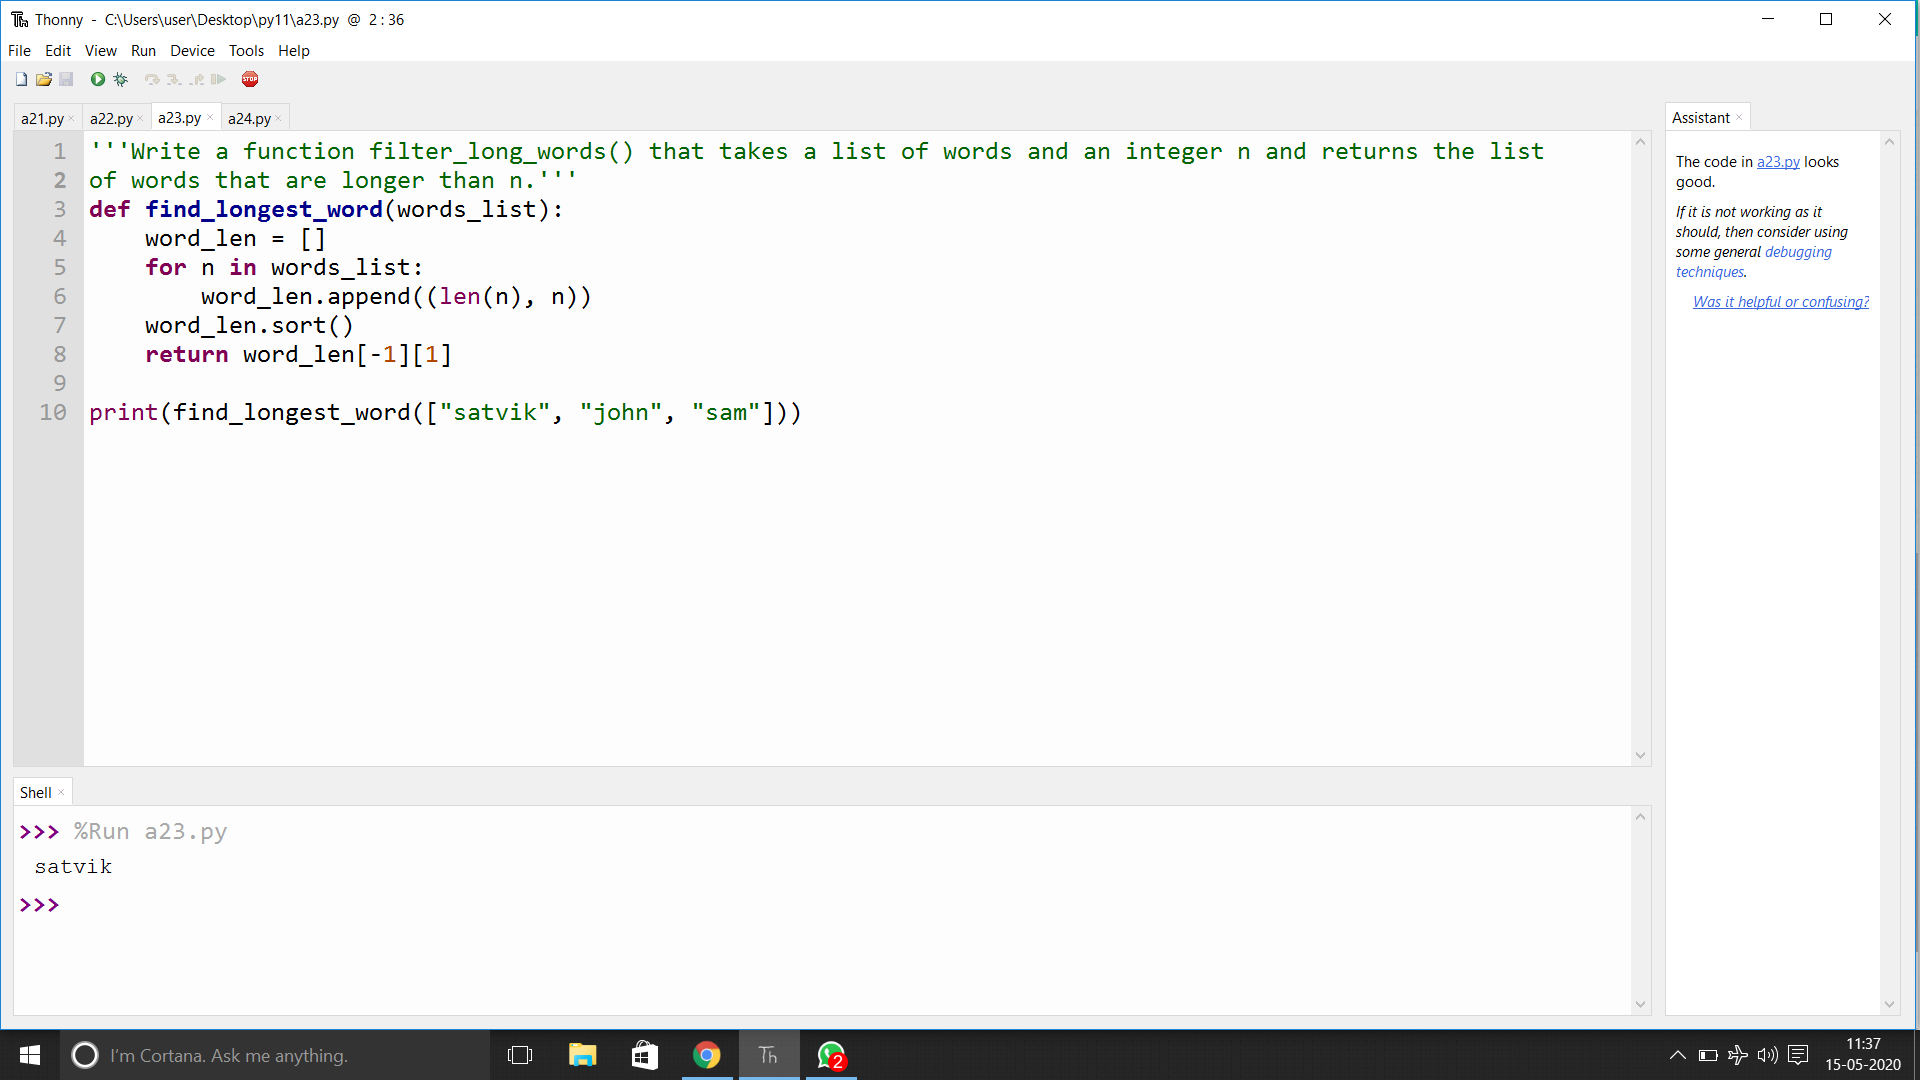 Thonny - C:\Users\user\Desktop\py11\a23.py @ 2 : 36
File Edit View Run Device Tools Help
STOP
a21.py × a22.py × a23.py × a24.py ×
1 '''Write a function filter_long_words() that takes a list of words and an integer n and returns the list
2 of words that are longer than n.'''
3 def find_longest_word(words_list):
4     word_len = []
5     for n in words_list:
6         word_len.append((len(n), n))
7     word_len.sort()
8     return word_len[-1][1]
9
10 print(find_longest_word(["satvik", "john", "sam"]))
Assistant ×
The code in a23.py looks
good.
If it is not working as it
should, then consider using
some general debugging
techniques.
Was it helpful or confusing?
Shell ×
>>> %Run a23.py
satvik
>>>
I'm Cortana. Ask me anything.
Th
2
11:37
15-05-2020